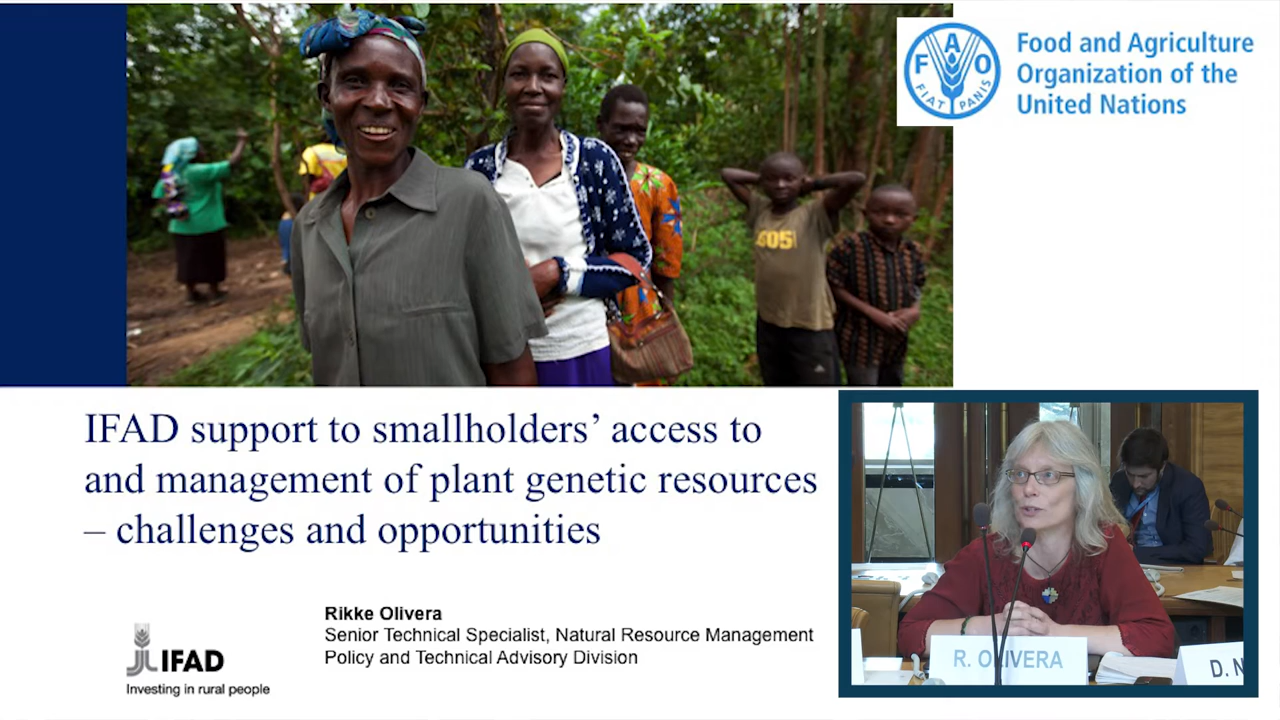 FAO
FIAT PANIS
Food and Agriculture
Organization of the
United Nations
IFAD support to smallholders’ access to
and management of plant genetic resources
– challenges and opportunities
Rikke Olivera
Senior Technical Specialist, Natural Resource Management
Policy and Technical Advisory Division
IFAD
Investing in rural people
R. OLIVERA
D. N